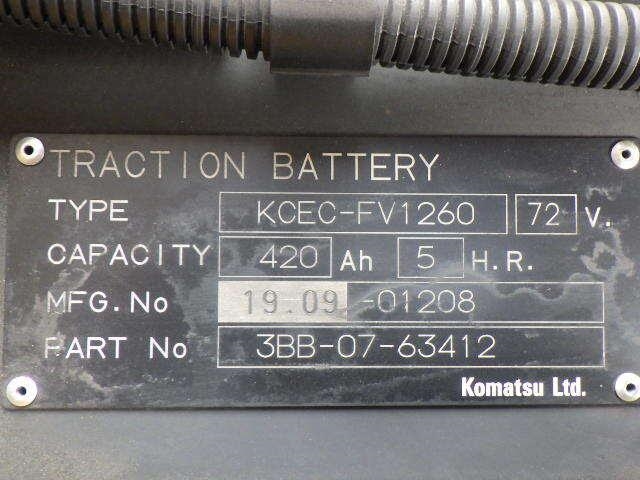 TRACTION BATTERY
TYPE KCEC-FV1260 72 V.
CAPACITY 420 Ah 5 H.R.
MFG.No 19.09 -01208
PART No 3BB-07-63412
Komatsu Ltd.